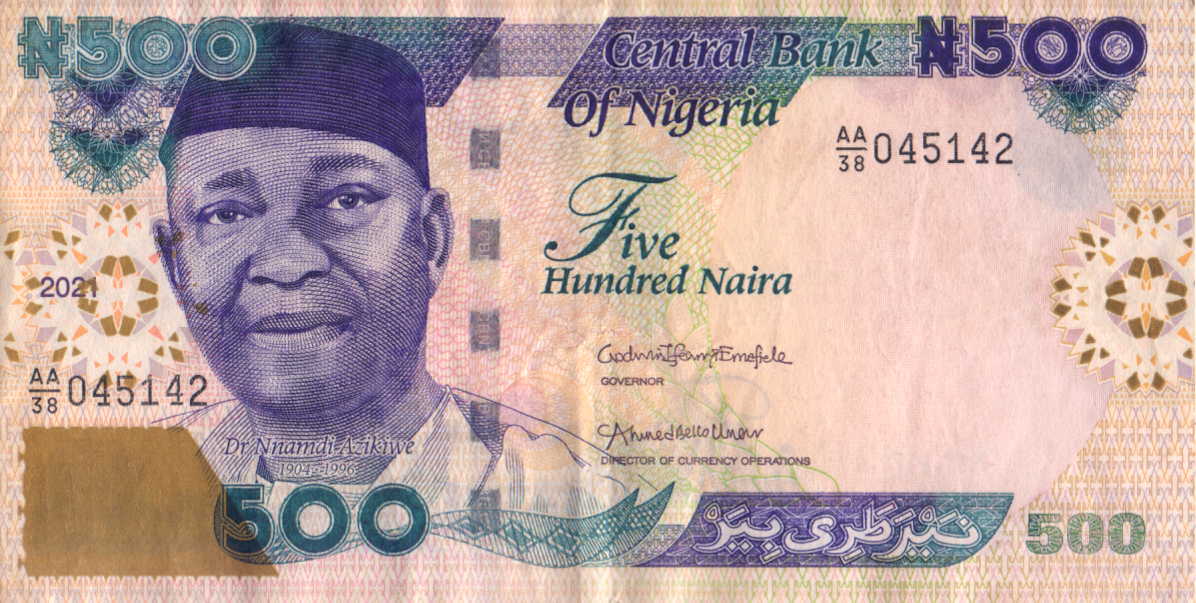 ₦500
Central Bank
Of Nigeria
₦500
AA
38 045142
Five
Hundred Naira
2021
Godwin Ifeanyi Emefiele
GOVERNOR
AA
38 045142
Ahmed Bello Umar
DIRECTOR OF CURRENCY OPERATIONS
Dr Nnamdi Azikiwe
1904-1996
500
نَيْرَ طَرِى بِيَرْ
500